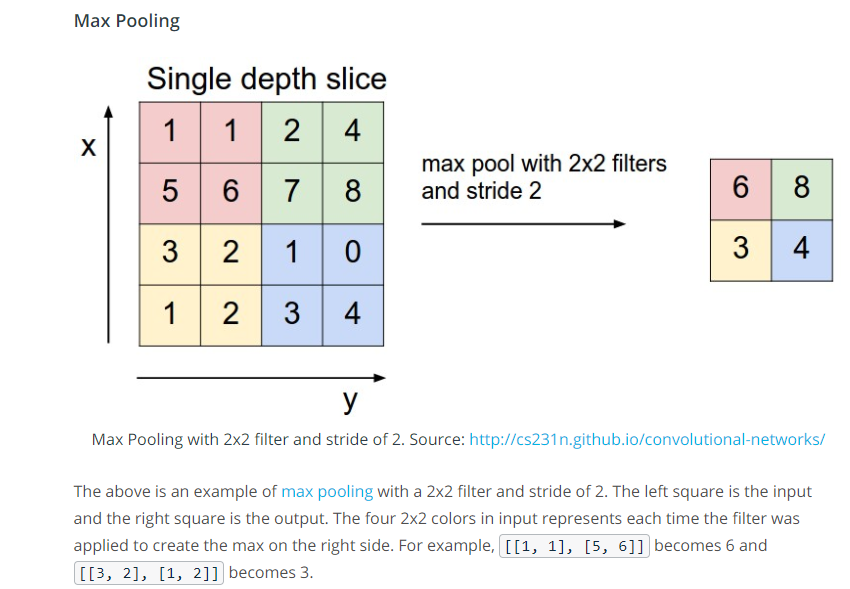 Max Pooling
Single depth slice
x
1 1 2 4
5 6 7 8
3 2 1 0
1 2 3 4
y
max pool with 2x2 filters
and stride 2
6 8
3 4
Max Pooling with 2x2 filter and stride of 2. Source: http://cs231n.github.io/convolutional-networks/
The above is an example of max pooling with a 2x2 filter and stride of 2. The left square is the input
and the right square is the output. The four 2x2 colors in input represents each time the filter was
applied to create the max on the right side. For example, [[1, 1], [5, 6]] becomes 6 and
[[3, 2], [1, 2]] becomes 3.